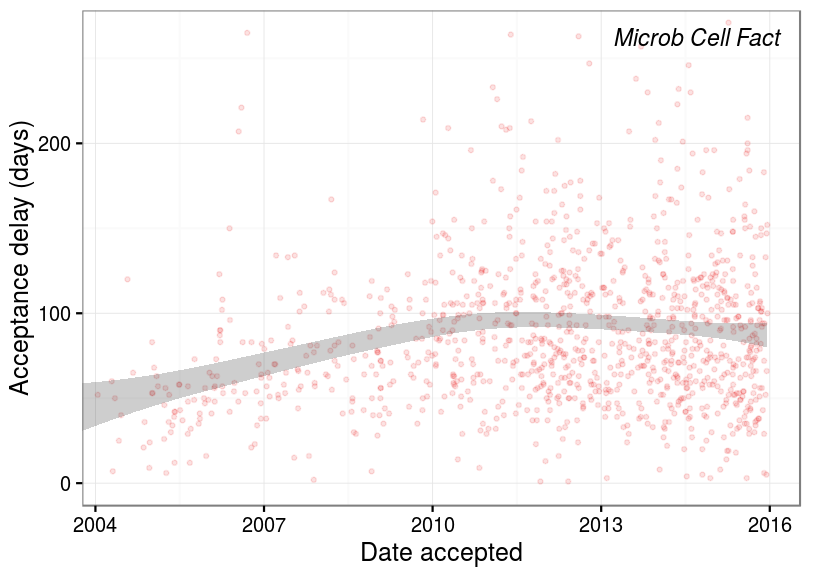 Microb Cell Fact
Acceptance delay (days)
200
100
0
2004 2007 2010 2013 2016
Date accepted